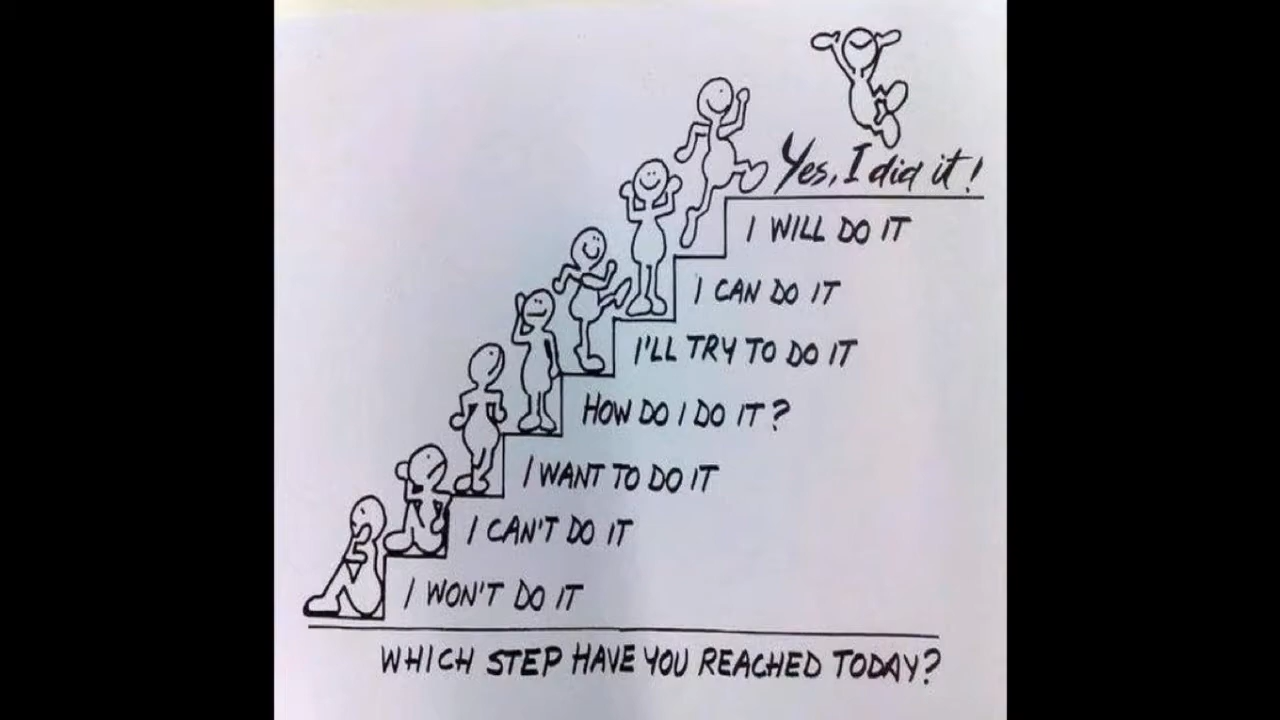 Yes, I did it!
I WILL DO IT
I CAN DO IT
I'LL TRY TO DO IT
HOW DO I DO IT?
I WANT TO DO IT
I CAN'T DO IT
I WON'T DO IT
WHICH STEP HAVE YOU REACHED TODAY?